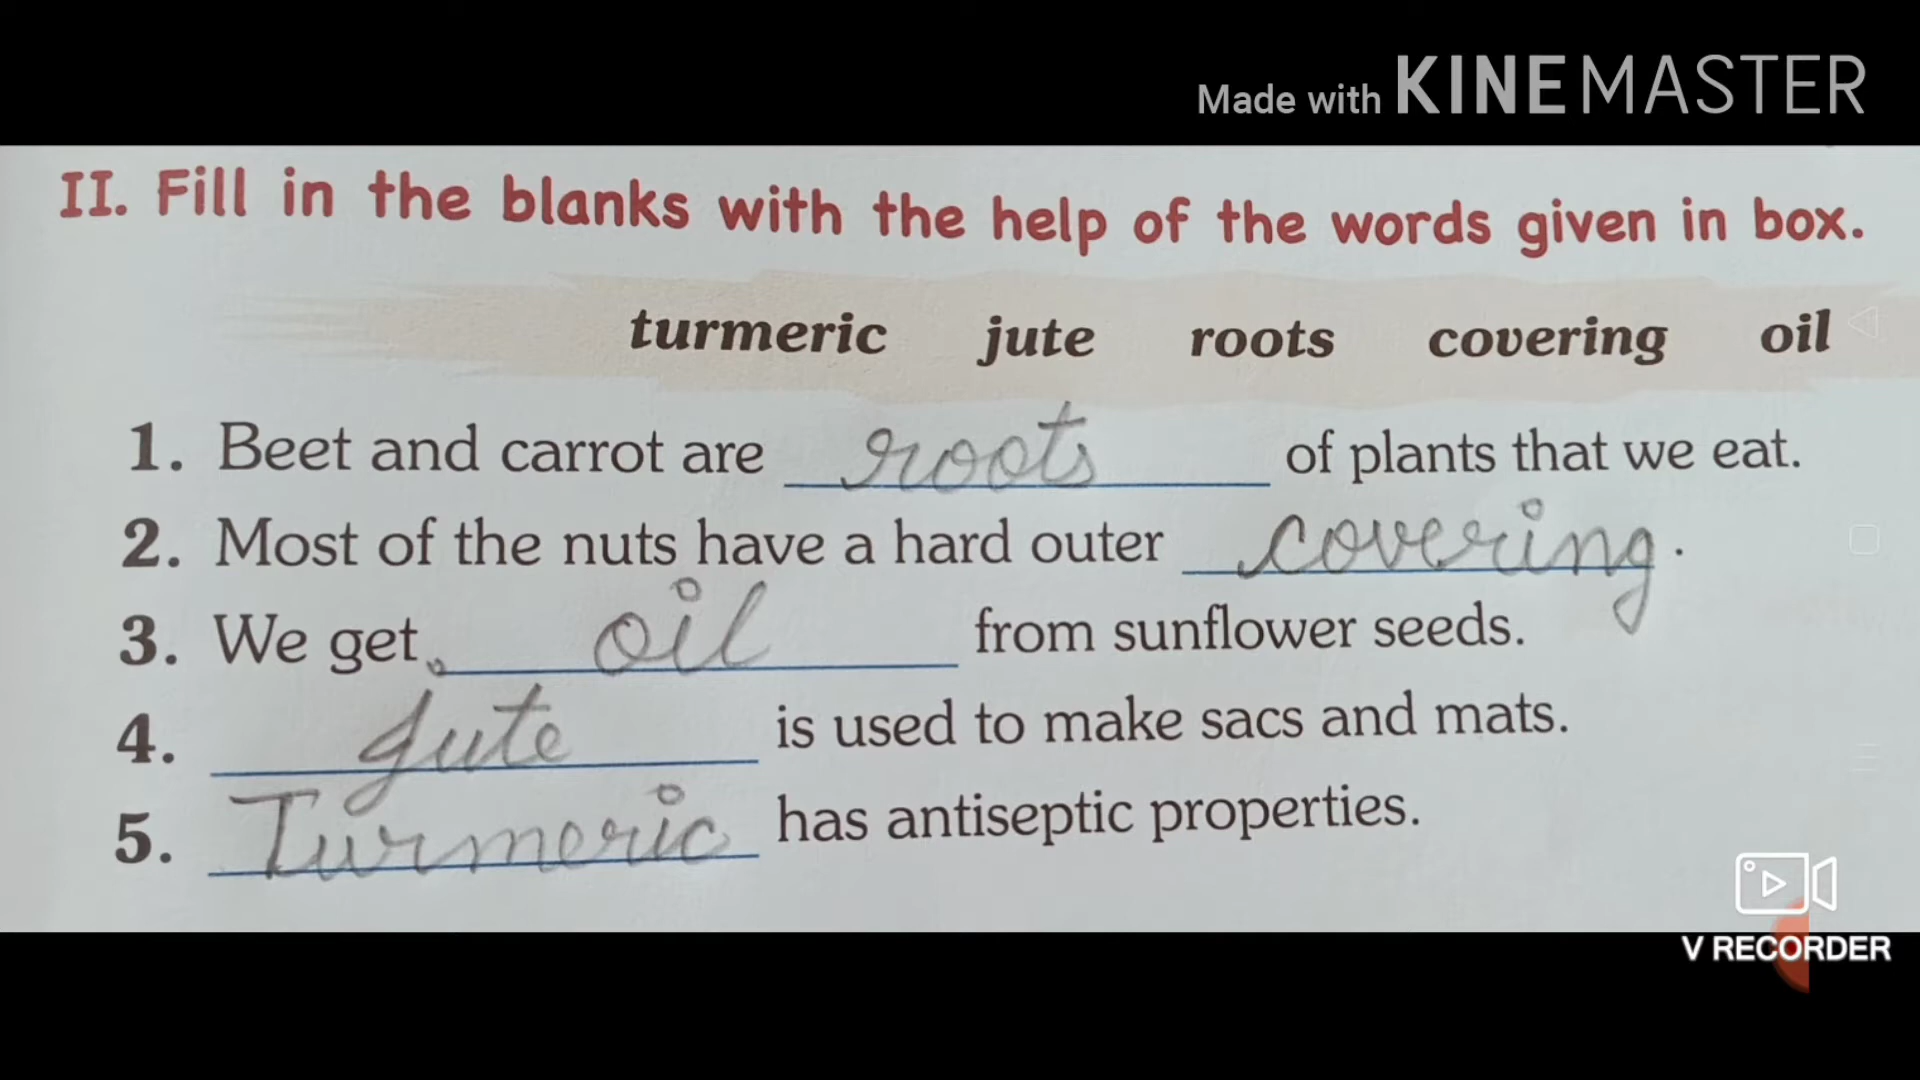 Made with KINEMASTER
II. Fill in the blanks with the help of the words given in box.
turmeric jute roots covering oil
1. Beet and carrot are roots of plants that we eat.
2. Most of the nuts have a hard outer covering.
3. We get oil from sunflower seeds.
4. Jute is used to make sacs and mats.
5. Turmeric has antiseptic properties.
V RECORDER